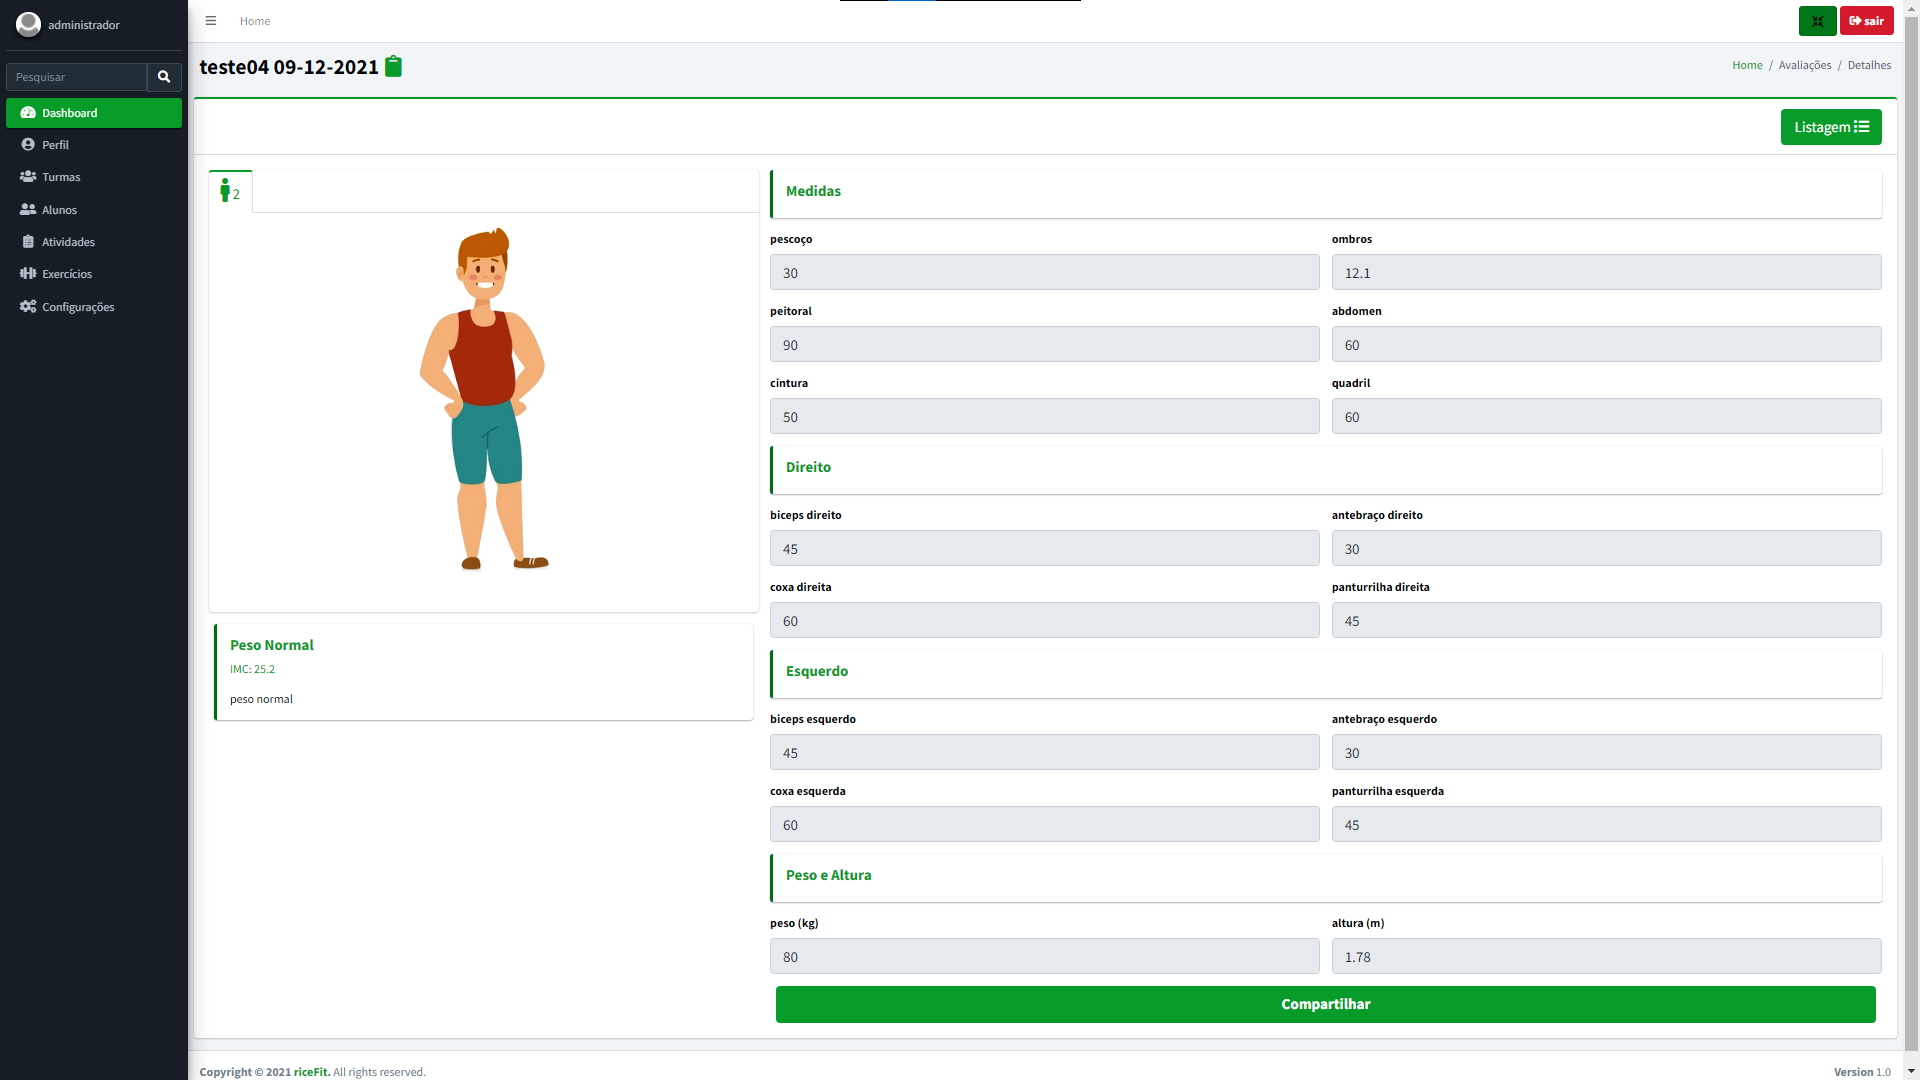 administrador
Pesquisar
Dashboard
Perfil
Turmas
Alunos
Atividades
Exercícios
Configurações
Home
sair
teste04 09-12-2021
Home / Avaliações / Detalhes
Listagem
2
Peso Normal
IMC: 25.2
peso normal
Medidas
pescoço
ombros
30
12.1
peitoral
abdomen
90
60
cintura
quadril
50
60
Direito
biceps direito
antebraço direito
45
30
coxa direita
panturrilha direita
60
45
Esquerdo
biceps esquerdo
antebraço esquerdo
45
30
coxa esquerda
panturrilha esquerda
60
45
Peso e Altura
peso (kg)
altura (m)
80
1.78
Compartilhar
Copyright © 2021 riceFit. All rights reserved.
Version 1.0